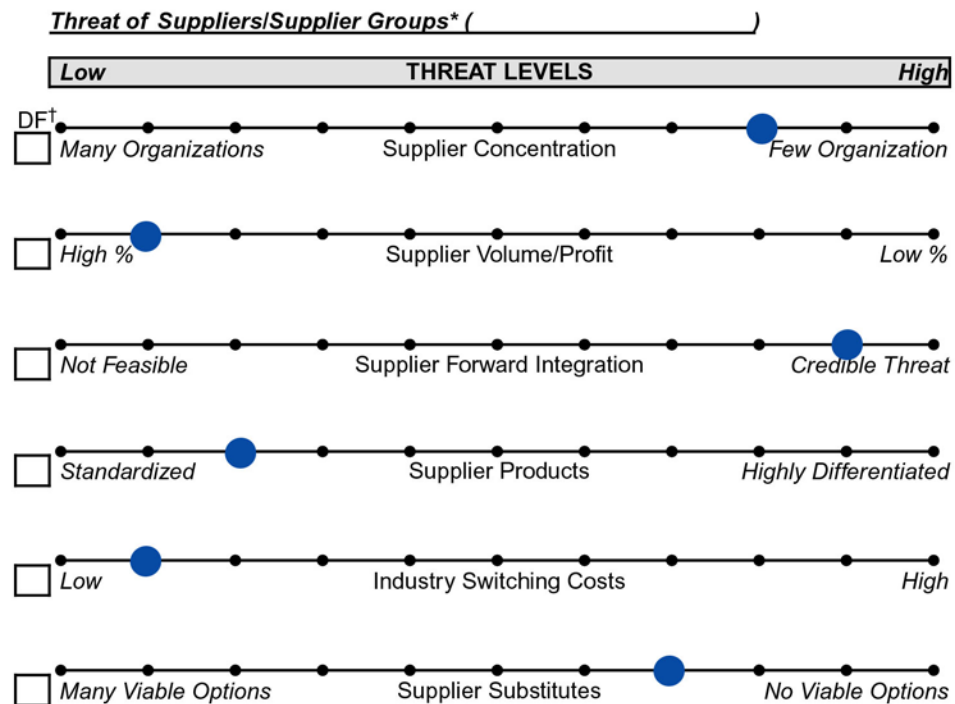 Threat of Suppliers/Supplier Groups* ( )
Low THREAT LEVELS High
DF†
Many Organizations Supplier Concentration Few Organization
High % Supplier Volume/Profit Low %
Not Feasible Supplier Forward Integration Credible Threat
Standardized Supplier Products Highly Differentiated
Low Industry Switching Costs High
Many Viable Options Supplier Substitutes No Viable Options